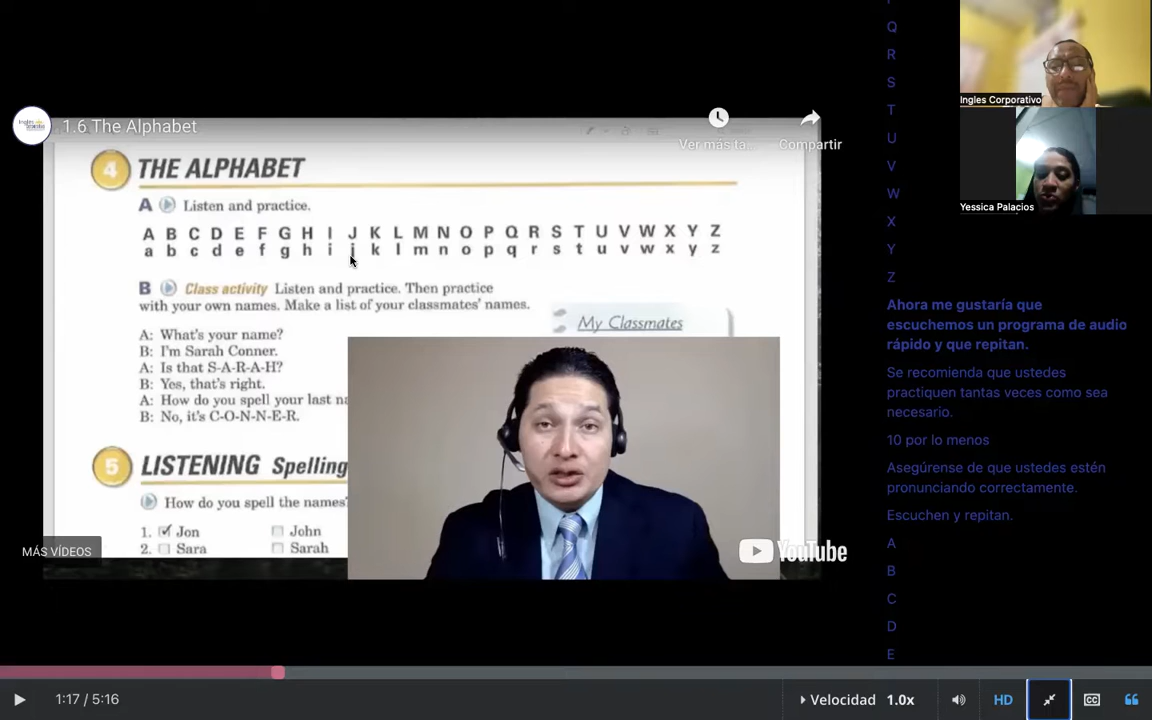 1.6 The Alphabet
Ver más ta...
Compartir
4 THE ALPHABET
A Listen and practice.
A B C D E F G H I J K L M N O P Q R S T U V W X Y Z
a b c d e f g h i j k l m n o p q r s t u v w x y z
B Class activity Listen and practice. Then practice
with your own names. Make a list of your classmates' names.
My Classmates
A: What's your name?
B: I'm Sarah Conner.
A: Is that S-A-R-A-H?
B: Yes, that's right.
A: How do you spell your last na
B: No, it's C-O-N-N-E-R.
5 LISTENING Spelling
How do you spell the names?
1. Jon John
2. Sara Sarah
MÁS VÍDEOS
YouTube
Q
R
S
T
U
V
W
X
Y
Z
Ahora me gustaría que
escuchemos un programa de audio
rápido y que repitan.
Se recomienda que ustedes
practiquen tantas veces como sea
necesario.
10 por lo menos
Asegúrense de que ustedes estén
pronunciando correctamente.
Escuchen y repitan.
A
B
C
D
E
Ingles Corporativo
Yessica Palacios
1:17 / 5:16
Velocidad 1.0x
HD
CC